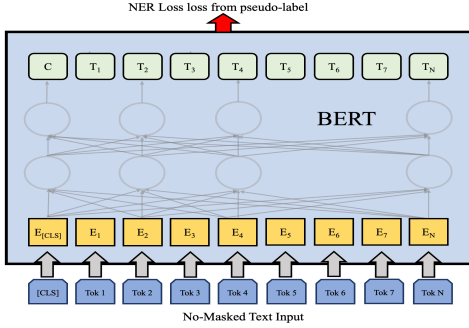 NER Loss loss from pseudo-label
C T1 T2 T3 T4 T5 T6 T7 TN
BERT
E[CLS] E1 E2 E3 E4 E5 E6 E7 EN
[CLS] Tok 1 Tok 2 Tok 3 Tok 4 Tok 5 Tok 6 Tok 7 Tok N
No-Masked Text Input